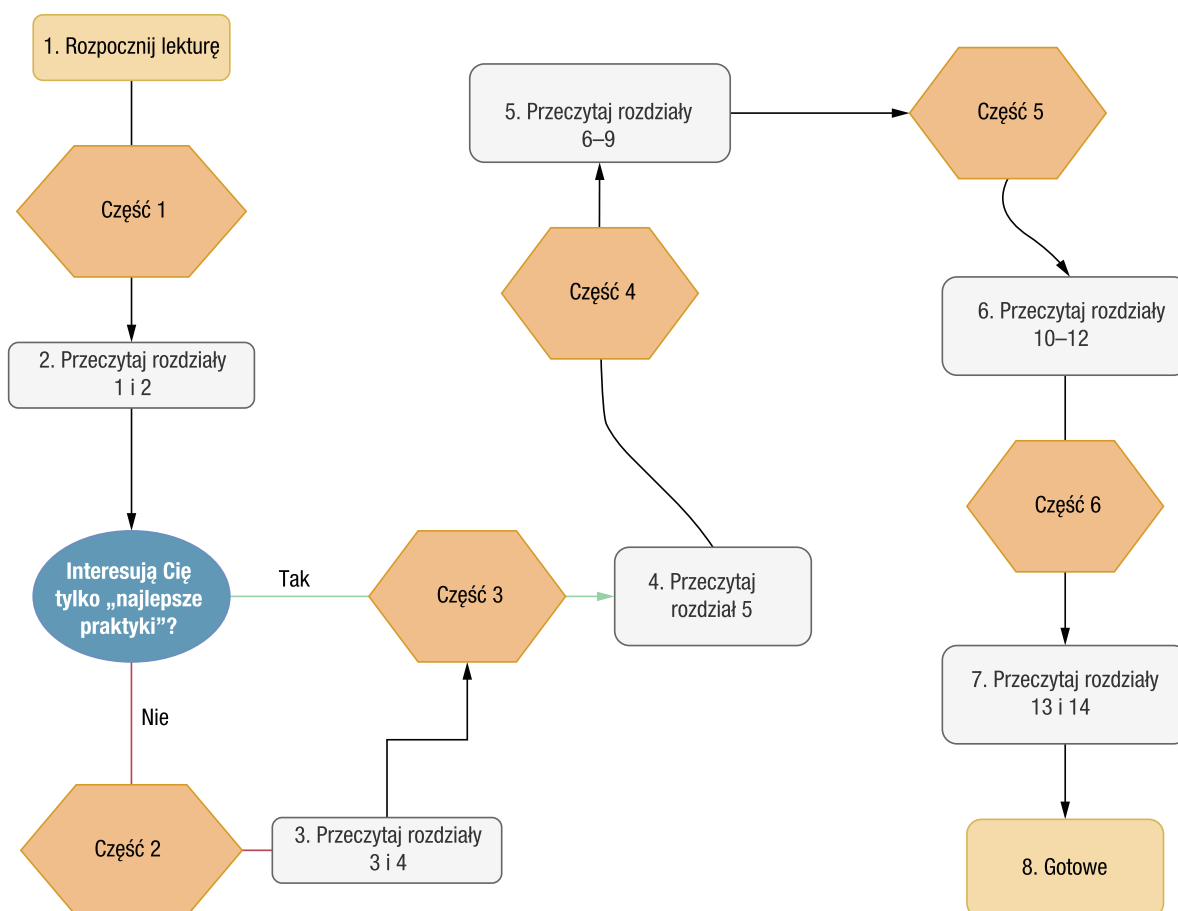 1. Rozpocznij lekturę
Część 1
2. Przeczytaj rozdziały
1 i 2
Interesują Cię
tylko „najlepsze
praktyki”?
Tak
Nie
Część 2
3. Przeczytaj rozdziały
3 i 4
Część 3
4. Przeczytaj
rozdział 5
Część 4
5. Przeczytaj rozdziały
6–9
Część 5
6. Przeczytaj rozdziały
10–12
Część 6
7. Przeczytaj rozdziały
13 i 14
8. Gotowe